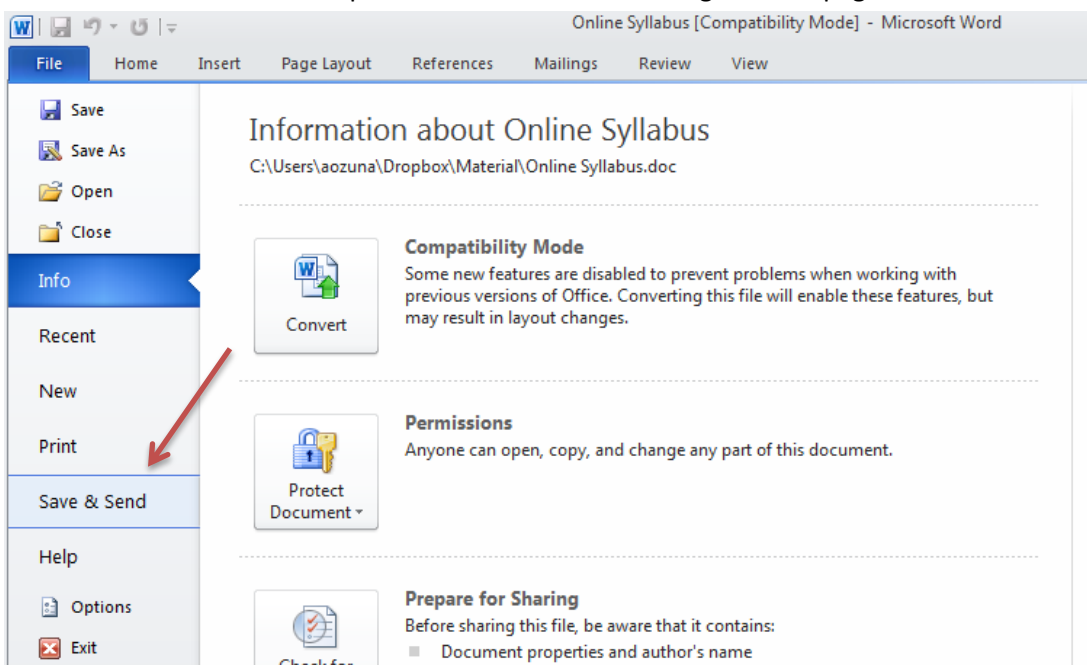 Online Syllabus [Compatibility Mode] - Microsoft Word
File Home Insert Page Layout References Mailings Review View
Save
Save As
Open
Close
Info
Recent
New
Print
Save & Send
Help
Options
Exit
Information about Online Syllabus
C:\Users\aozuna\Dropbox\Material\Online Syllabus.doc
Convert
Compatibility Mode
Some new features are disabled to prevent problems when working with
previous versions of Office. Converting this file will enable these features, but
may result in layout changes.
Protect
Document
Permissions
Anyone can open, copy, and change any part of this document.
Check for
Prepare for Sharing
Before sharing this file, be aware that it contains:
Document properties and author's name